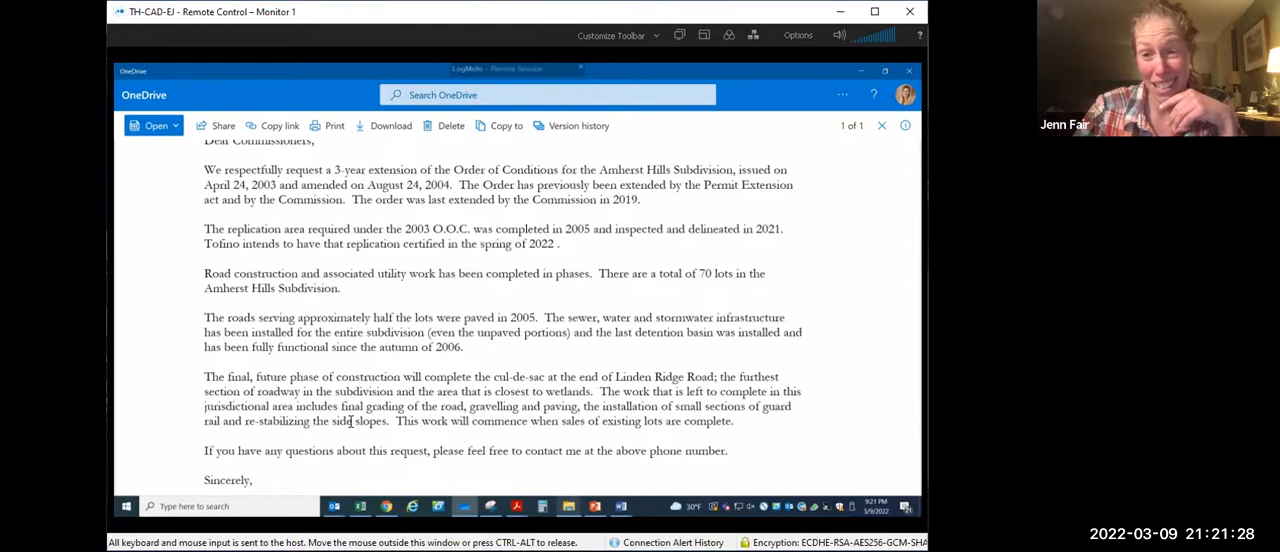 TH-CAD-EJ - Remote Control – Monitor 1
Customize Toolbar
Options
?
OneDrive
LogMeIn - Remote Session
OneDrive
Search OneDrive
?
Open
Share
Copy link
Print
Download
Delete
Copy to
Version history
1 of 1
Dear Commissioners,
We respectfully request a 3-year extension of the Order of Conditions for the Amherst Hills Subdivision, issued on
April 24, 2003 and amended on August 24, 2004. The Order has previously been extended by the Permit Extension
act and by the Commission. The order was last extended by the Commission in 2019.
The replication area required under the 2003 O.O.C. was completed in 2005 and inspected and delineated in 2021.
Tofino intends to have that replication certified in the spring of 2022 .
Road construction and associated utility work has been completed in phases. There are a total of 70 lots in the
Amherst Hills Subdivision.
The roads serving approximately half the lots were paved in 2005. The sewer, water and stormwater infrastructure
has been installed for the entire subdivision (even the unpaved portions) and the last detention basin was installed and
has been fully functional since the autumn of 2006.
The final, future phase of construction will complete the cul-de-sac at the end of Linden Ridge Road; the furthest
section of roadway in the subdivision and the area that is closest to wetlands. The work that is left to complete in this
jurisdictional area includes final grading of the road, gravelling and paving, the installation of small sections of guard
rail and re-stabilizing the side slopes. This work will commence when sales of existing lots are complete.
If you have any questions about this request, please feel free to contact me at the above phone number.
Sincerely,
Type here to search
30°F
9:21 PM
3/9/2022
All keyboard and mouse input is sent to the host. Move the mouse outside this window or press CTRL-ALT to release.
Connection Alert History
Encryption: ECDHE-RSA-AES256-GCM-SHA
Jenn Fair
2022-03-09 21:21:28